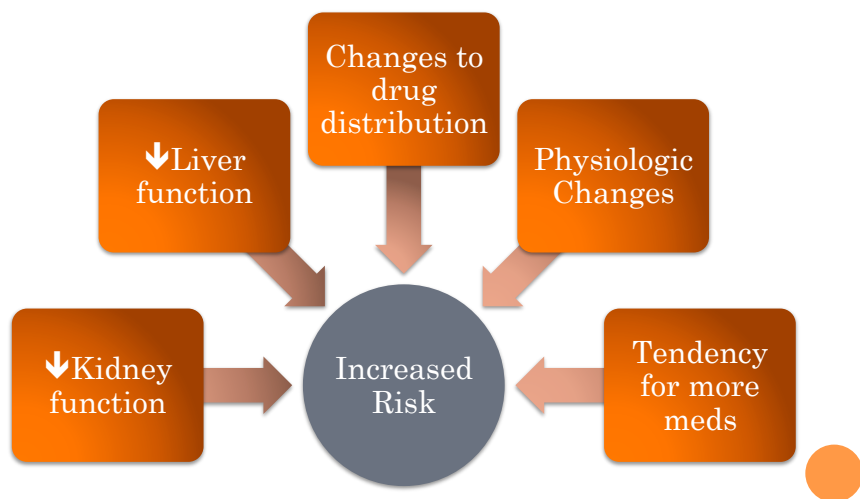 Changes to
drug
distribution
🡻Liver
function
Physiologic
Changes
🡻Kidney
function
Increased
Risk
Tendency
for more
meds